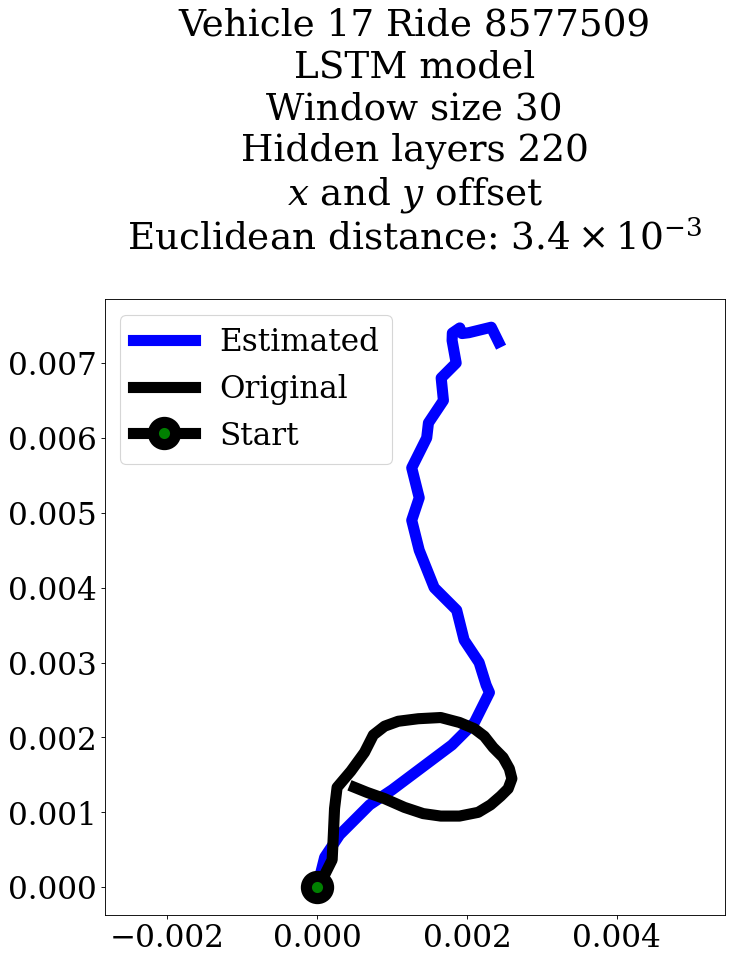 Vehicle 17 Ride 8577509
LSTM model
Window size 30
Hidden layers 220
x and y offset
Euclidean distance: 3.4 × 10⁻³
Estimated
Original
Start
0.007
0.006
0.005
0.004
0.003
0.002
0.001
0.000
−0.002 0.000 0.002 0.004